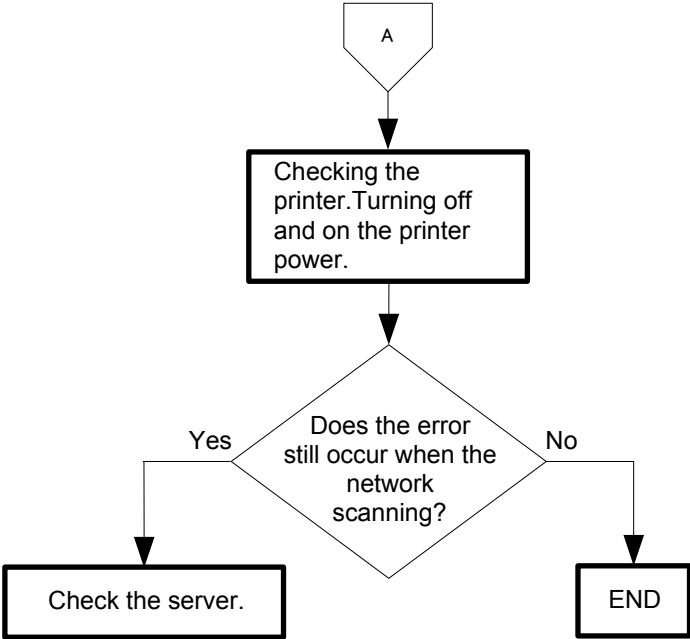 A
Checking the
printer.Turning off
and on the printer
power.
Does the error
still occur when the
network
scanning?
Yes
No
Check the server.
END